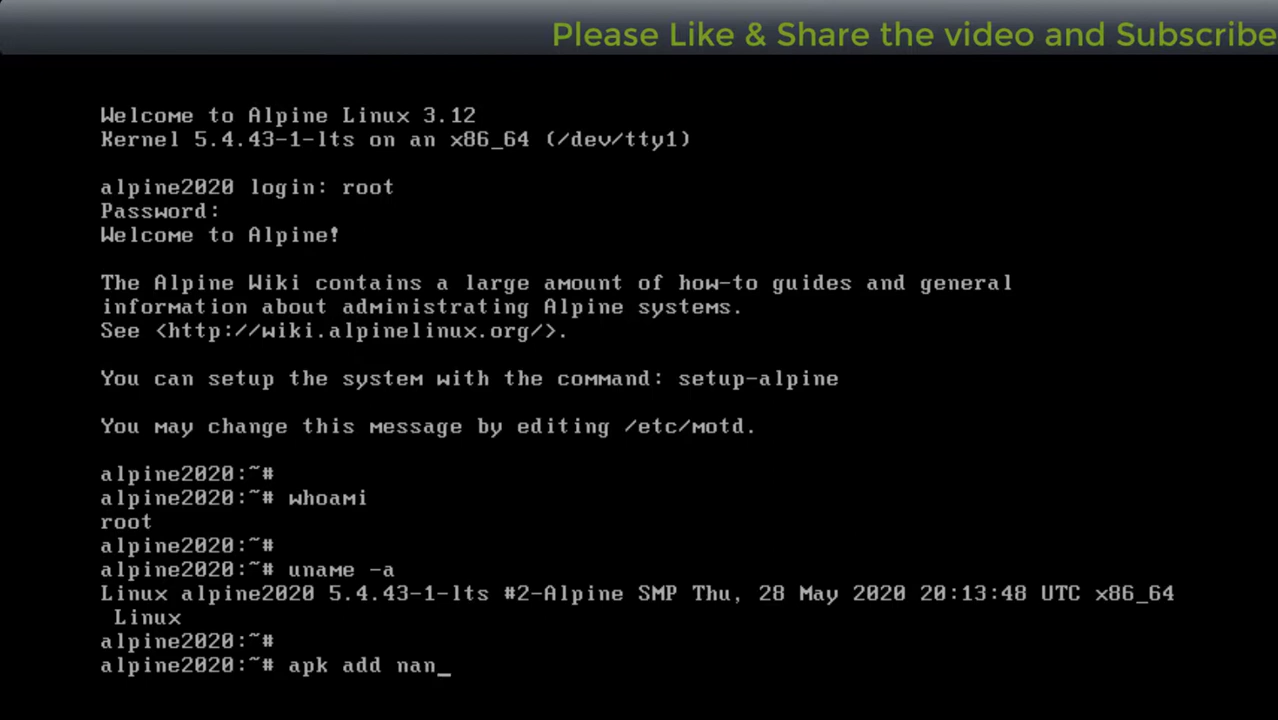 Please Like & Share the video and Subscribe
Welcome to Alpine Linux 3.12
Kernel 5.4.43-1-lts on an x86_64 (/dev/tty1)
alpine2020 login: root
Password:
Welcome to Alpine!
The Alpine Wiki contains a large amount of how-to guides and general
information about administrating Alpine systems.
See <http://wiki.alpinelinux.org/>.
You can setup the system with the command: setup-alpine
You may change this message by editing /etc/motd.
alpine2020:~#
alpine2020:~# whoami
root
alpine2020:~#
alpine2020:~# uname -a
Linux alpine2020 5.4.43-1-lts #2-Alpine SMP Thu, 28 May 2020 20:13:48 UTC x86_64
Linux
alpine2020:~#
alpine2020:~# apk add nan_